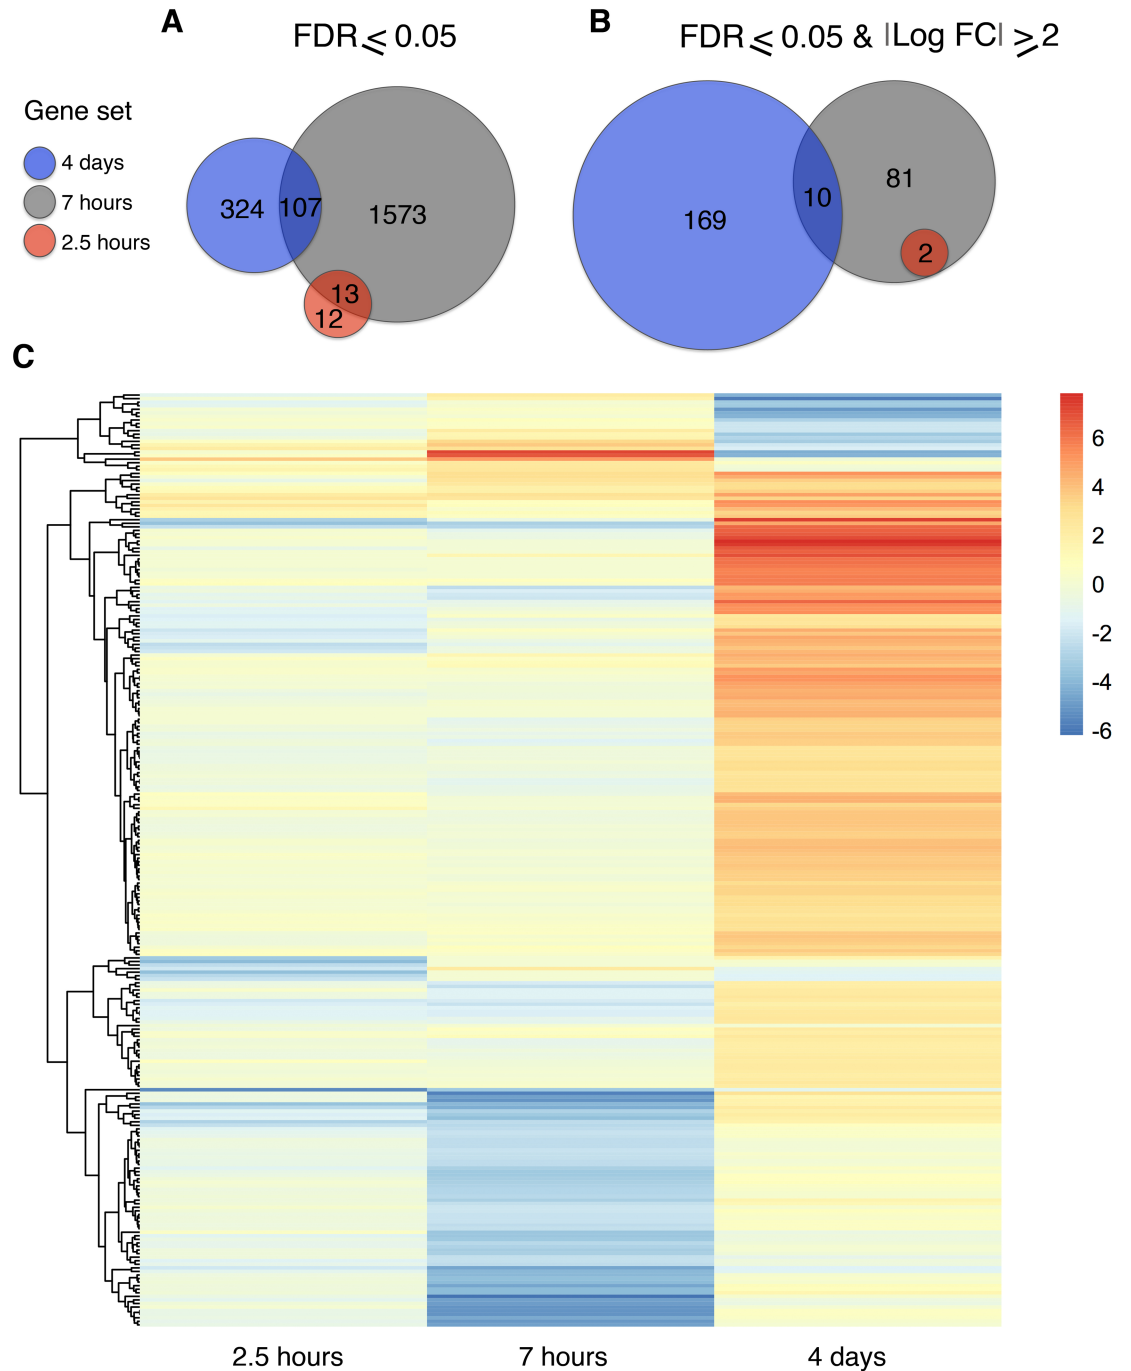 A
FDR ≤ 0.05
B
FDR ≤ 0.05 & |Log FC| ≥ 2
Gene set
4 days
7 hours
2.5 hours
324
107
1573
13
12
169
10
81
2
C
6
4
2
0
-2
-4
-6
2.5 hours
7 hours
4 days